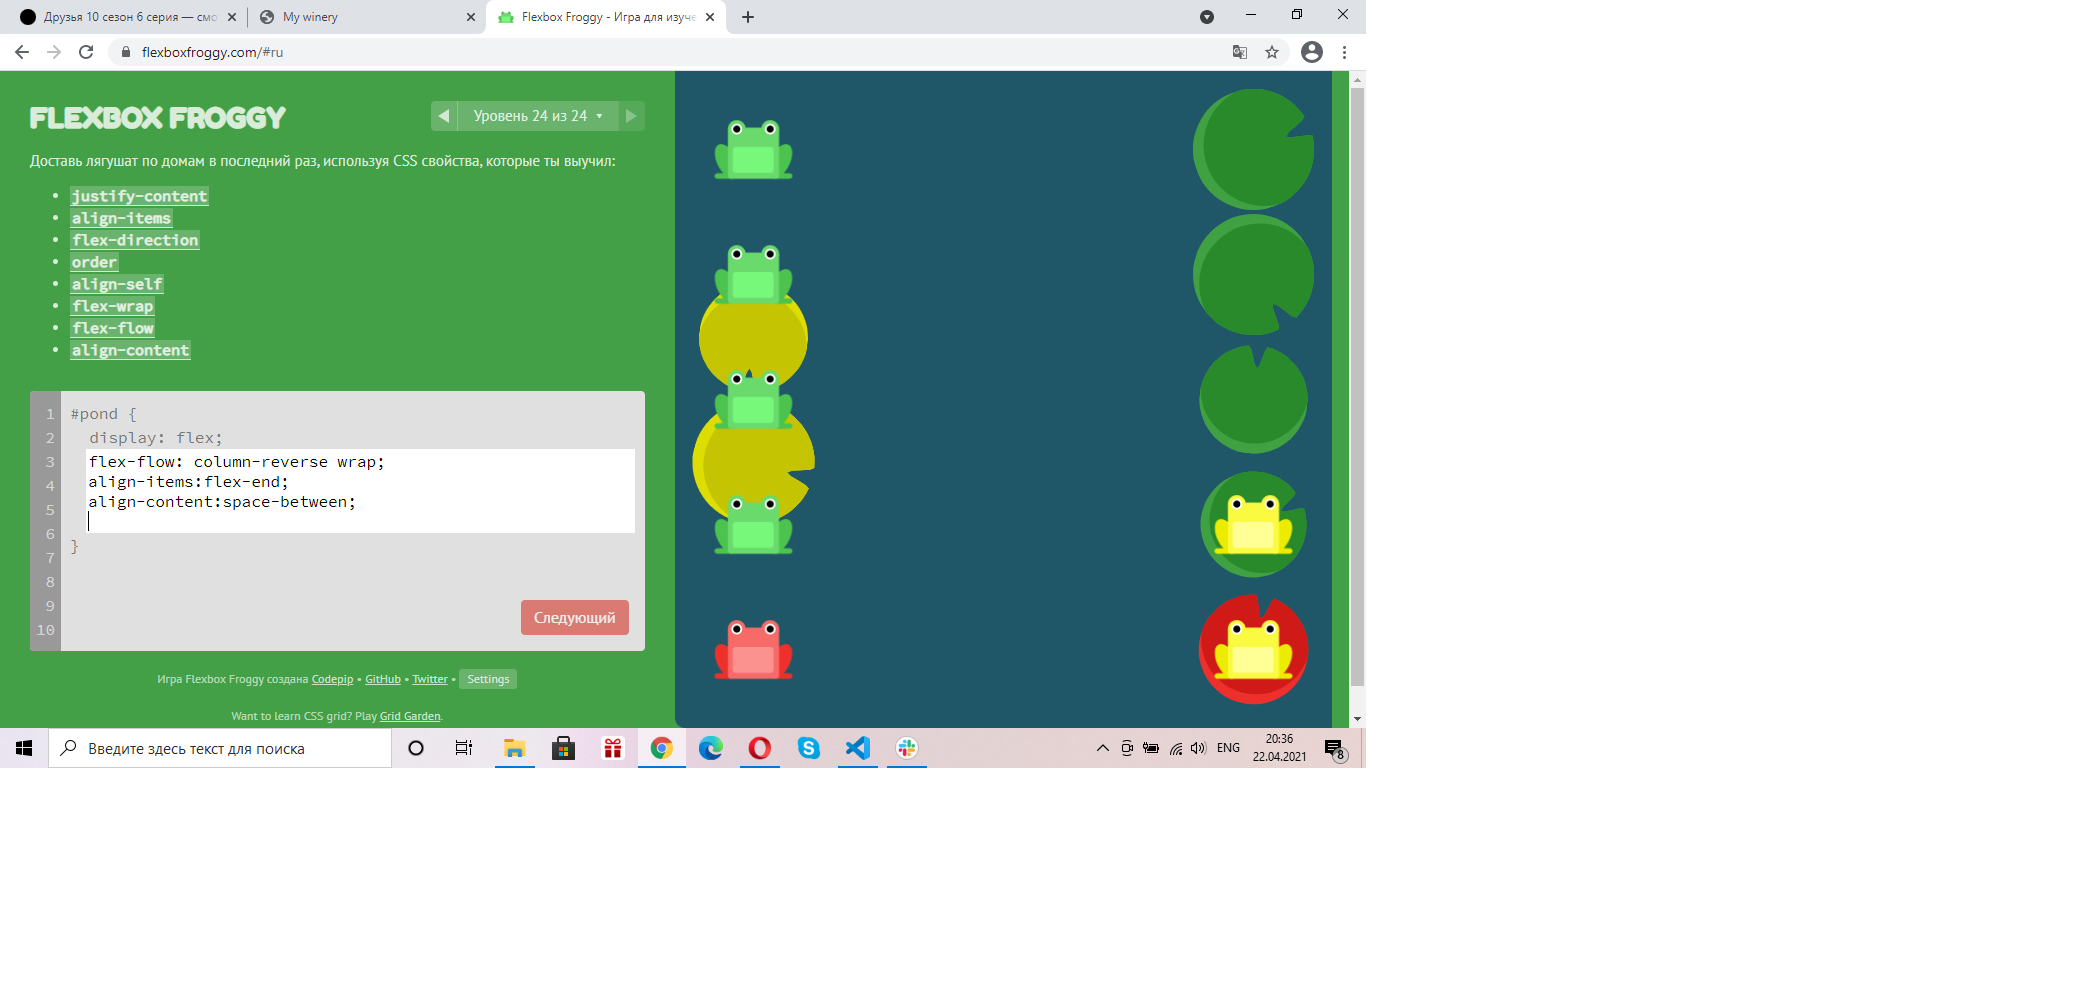 Друзья 10 сезон 6 серия — смо
My winery
Flexbox Froggy - Игра для изуче
flexboxfroggy.com/#ru
FLEXBOX FROGGY
Уровень 24 из 24
Доставь лягушат по домам в последний раз, используя CSS свойства, которые ты выучил:
justify-content
align-items
flex-direction
order
align-self
flex-wrap
flex-flow
align-content
1 #pond {
2 display: flex;
3 flex-flow: column-reverse wrap;
4 align-items:flex-end;
5 align-content:space-between;
6
7 }
8
9
10
Следующий
Игра Flexbox Froggy создана Codepip • GitHub • Twitter • Settings
Want to learn CSS grid? Play Grid Garden.
Введите здесь текст для поиска
ENG
20:36
22.04.2021
8